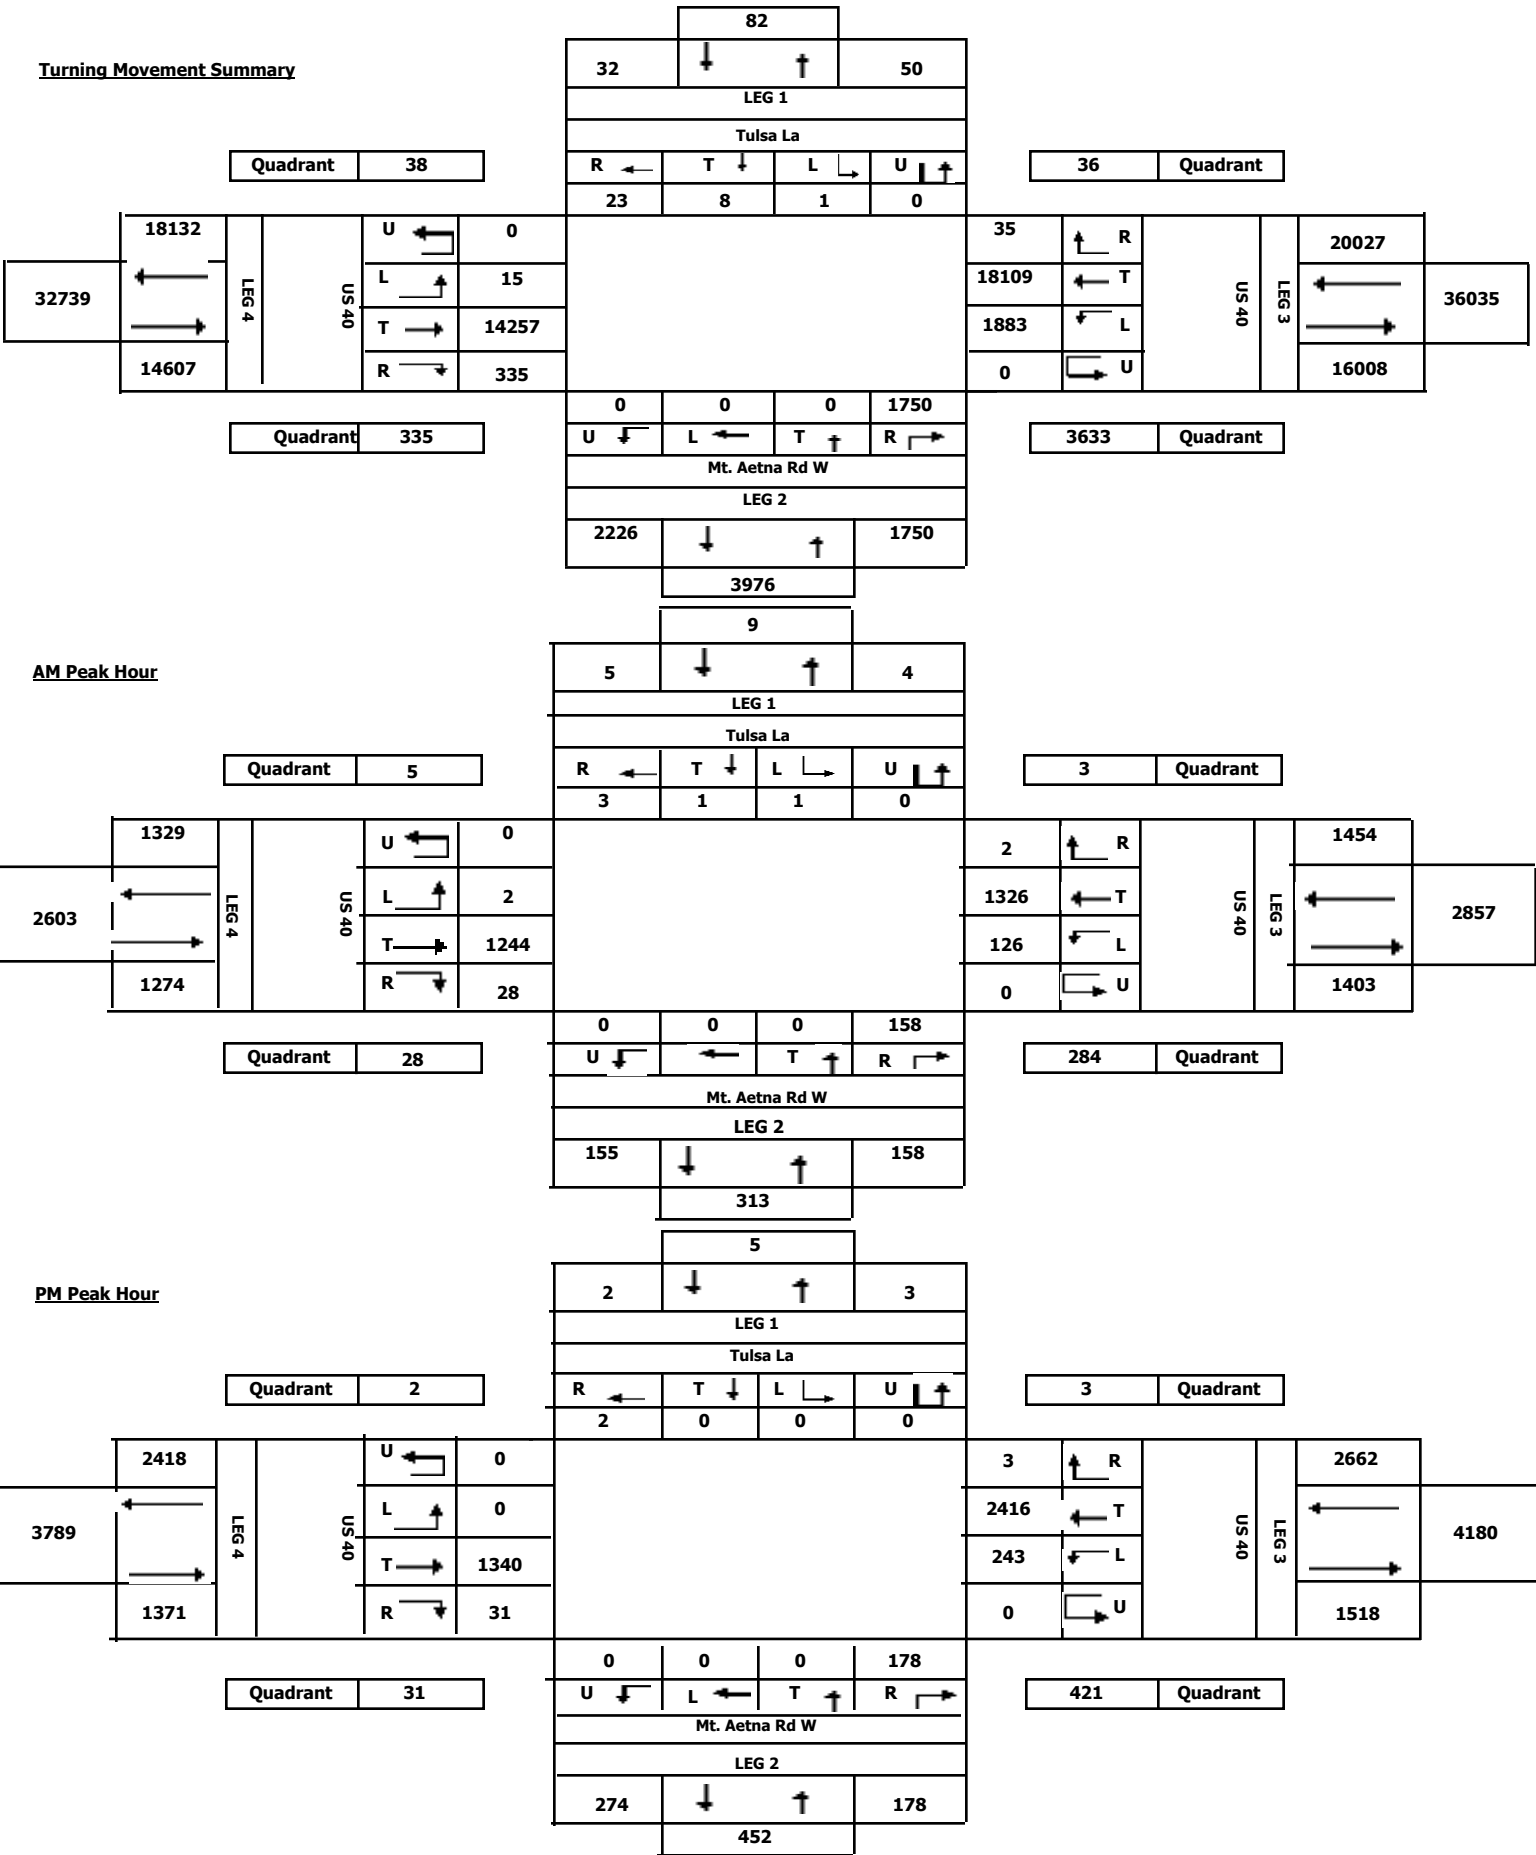 82
Turning Movement Summary
32 50
LEG 1
Tulsa La
Quadrant 38
R T L U
36 Quadrant
23 8 1 0
18132 U 0 35 R 20027
32739 LEG 4 US 40 L 15 18109 T US 40 LEG 3 36035
T 14257 1883 L
14607 R 335 0 U 16008
0 0 0 1750
Quadrant 335 U L T R 3633 Quadrant
Mt. Aetna Rd W
LEG 2
2226 1750
3976
9
AM Peak Hour
5 4
LEG 1
Tulsa La
Quadrant 5 R T L U 3 Quadrant
3 1 1 0
1329 U 0 2 R 1454
2603 LEG 4 US 40 L 2 1326 T US 40 LEG 3 2857
T 1244 126 L
1274 R 28 0 U 1403
0 0 0 158
Quadrant 28 U T R 284 Quadrant
Mt. Aetna Rd W
LEG 2
155 158
313
5
PM Peak Hour
2 3
LEG 1
Tulsa La
Quadrant 2 R T L U 3 Quadrant
2 0 0 0
2418 U 0 3 R 2662
3789 LEG 4 US 40 L 0 2416 T US 40 LEG 3 4180
T 1340 243 L
1371 R 31 0 U 1518
0 0 0 178
Quadrant 31 U L T R 421 Quadrant
Mt. Aetna Rd W
LEG 2
274 178
452